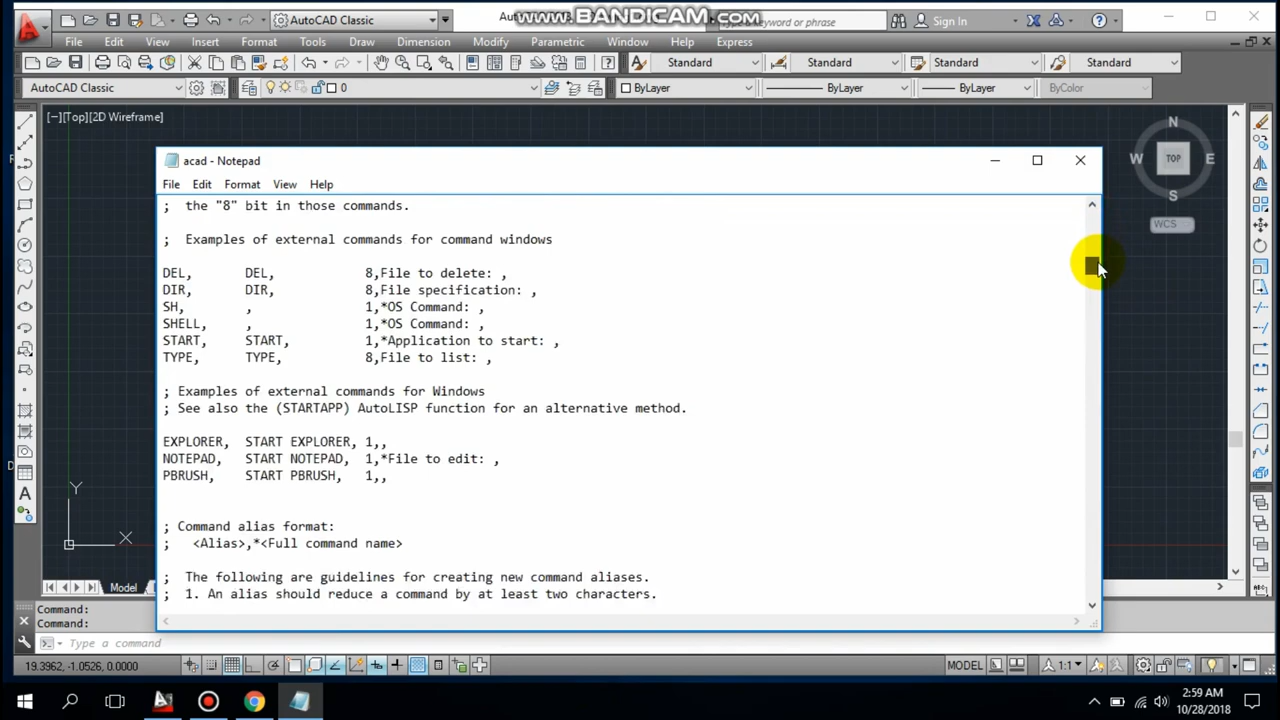 www.BANDICAM.com
AutoCAD Classic
Type a keyword or phrase
Sign In
File Edit View Insert Format Tools Draw Dimension Modify Parametric Window Help Express
Standard
Standard
Standard
Standard
AutoCAD Classic
0
ByLayer
ByLayer
ByLayer
ByColor
[−][Top][2D Wireframe]
N
W TOP E
S
WCS
acad - Notepad
File Edit Format View Help
;  the "8" bit in those commands.
;  Examples of external commands for command windows
DEL,       DEL,            8,File to delete: ,
DIR,       DIR,            8,File specification: ,
SH,        ,               1,*OS Command: ,
SHELL,     ,               1,*OS Command: ,
START,     START,          1,*Application to start: ,
TYPE,      TYPE,           8,File to list: ,
; Examples of external commands for Windows
; See also the (STARTAPP) AutoLISP function for an alternative method.
EXPLORER,  START EXPLORER, 1,,
NOTEPAD,   START NOTEPAD,  1,*File to edit: ,
PBRUSH,    START PBRUSH,   1,,
; Command alias format:
;   <Alias>,*<Full command name>
;  The following are guidelines for creating new command aliases.
;  1. An alias should reduce a command by at least two characters.
Y
X
Model
Command:
Command:
Type a command
19.3962, -1.0526, 0.0000
MODEL
1:1
2:59 AM
10/28/2018